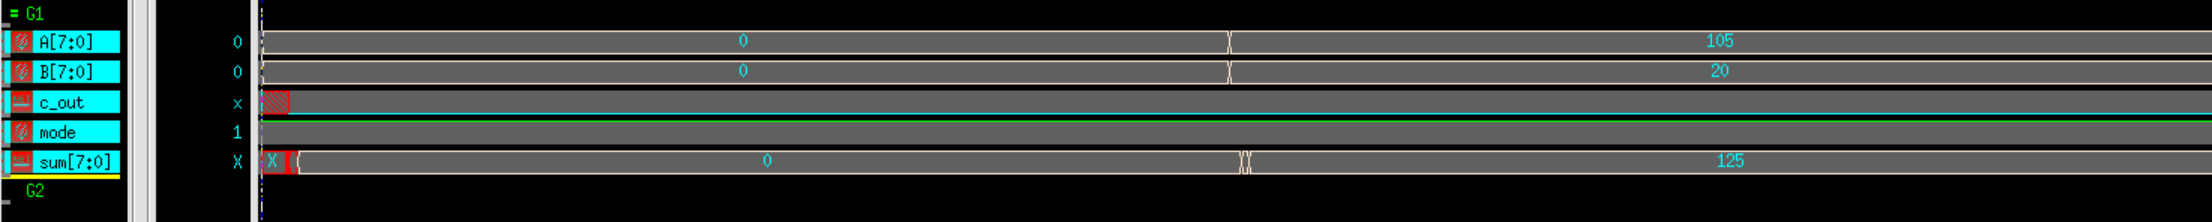 = G1
A[7:0] 0 0 105
B[7:0] 0 0 20
c_out x
mode 1
sum[7:0] X X 0 125
G2